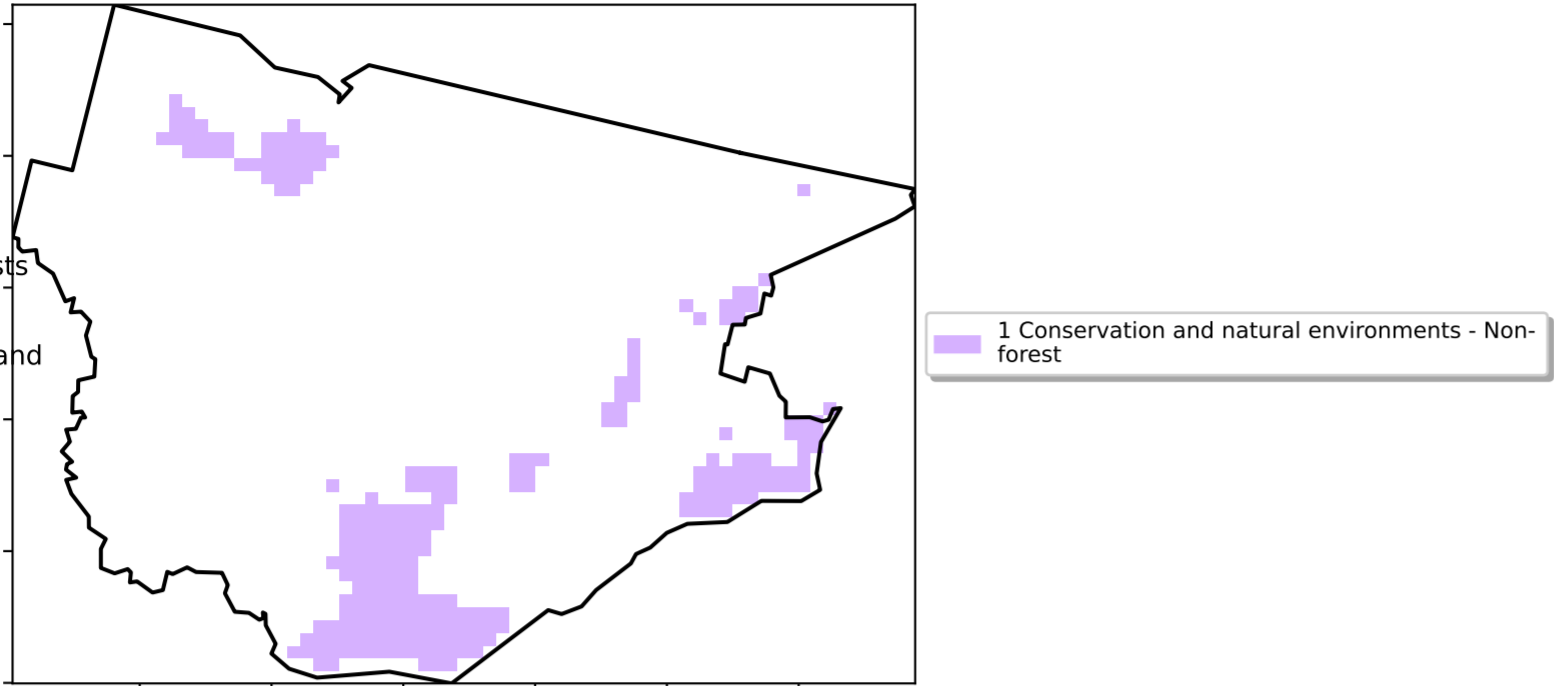 sts
and
1 Conservation and natural environments - Non-
forest